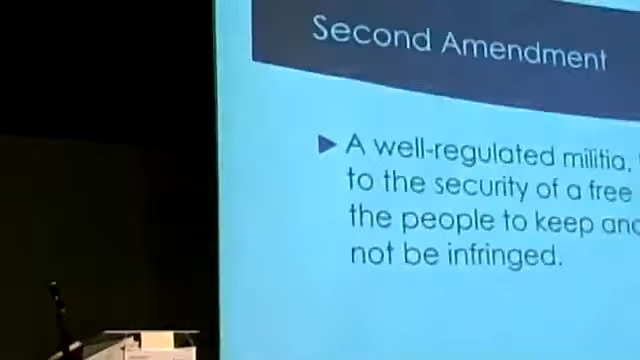 Second Amendment
A well-regulated militia,
to the security of a free
the people to keep and
not be infringed.